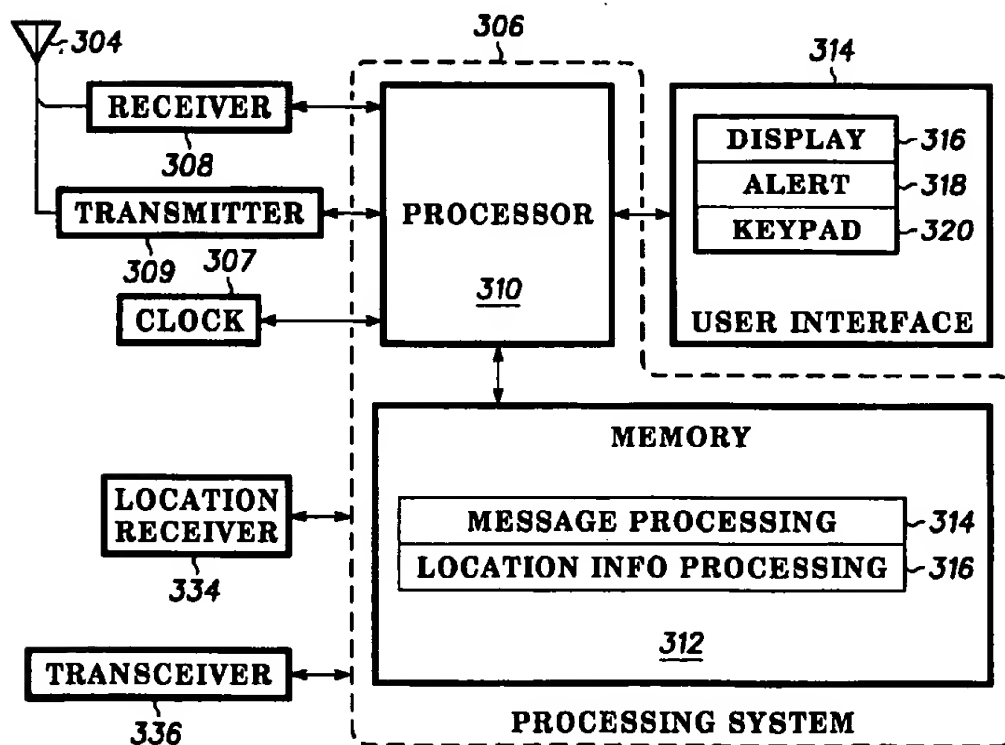 304
306
314
RECEIVER
308
TRANSMITTER
309
307
CLOCK
PROCESSOR
310
DISPLAY
316
ALERT
318
KEYPAD
320
USER INTERFACE
LOCATION
RECEIVER
334
TRANSCEIVER
336
MEMORY
MESSAGE PROCESSING
314
LOCATION INFO PROCESSING
316
312
PROCESSING SYSTEM